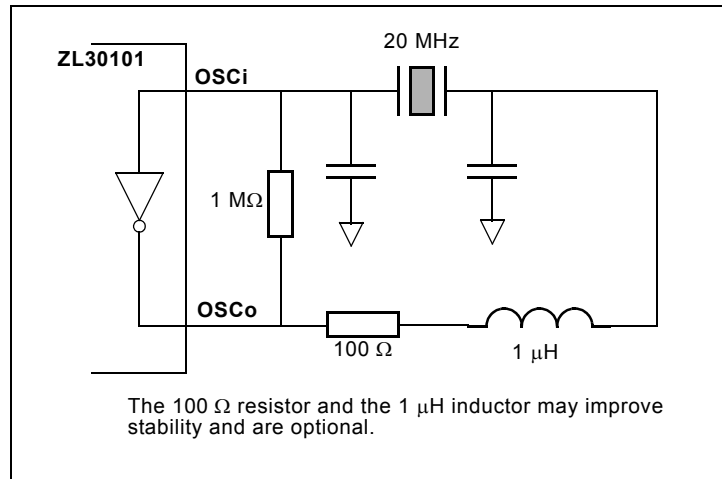 20 MHz
ZL30101
OSCi
1 MΩ
OSCo
100 Ω
1 μH
The 100 Ω resistor and the 1 μH inductor may improve
stability and are optional.